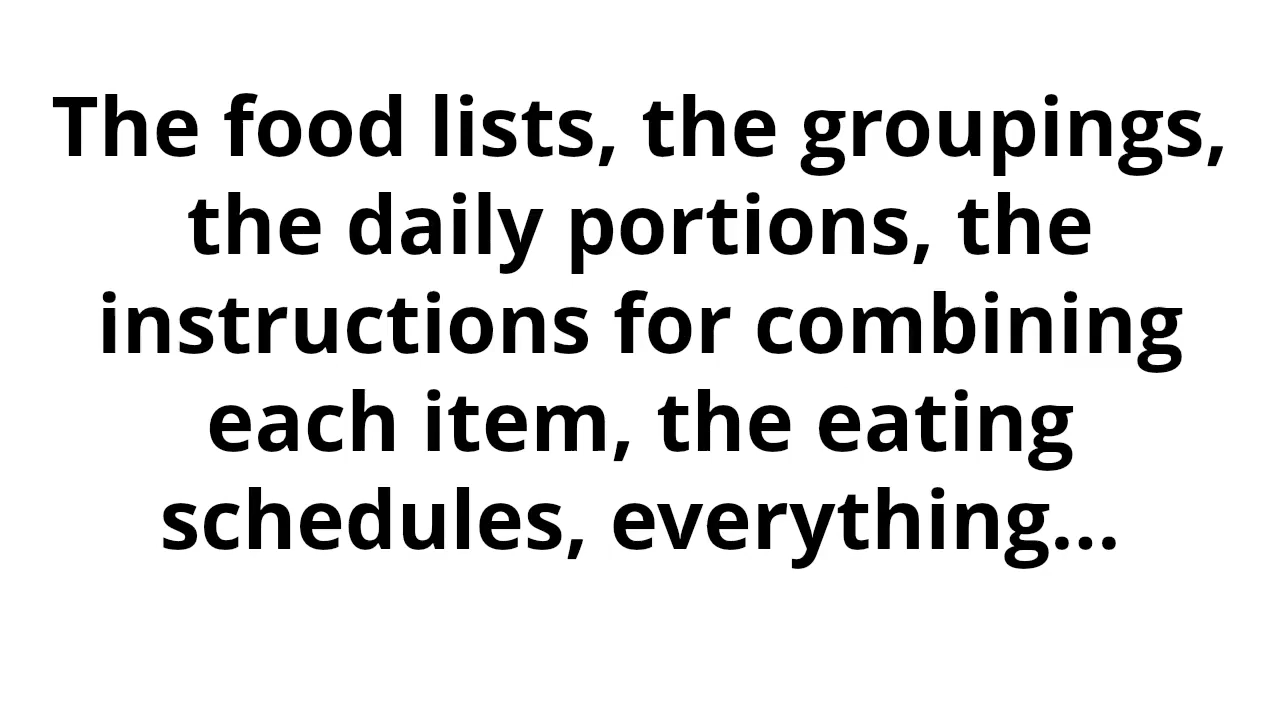 The food lists, the groupings,
the daily portions, the
instructions for combining
each item, the eating
schedules, everything...